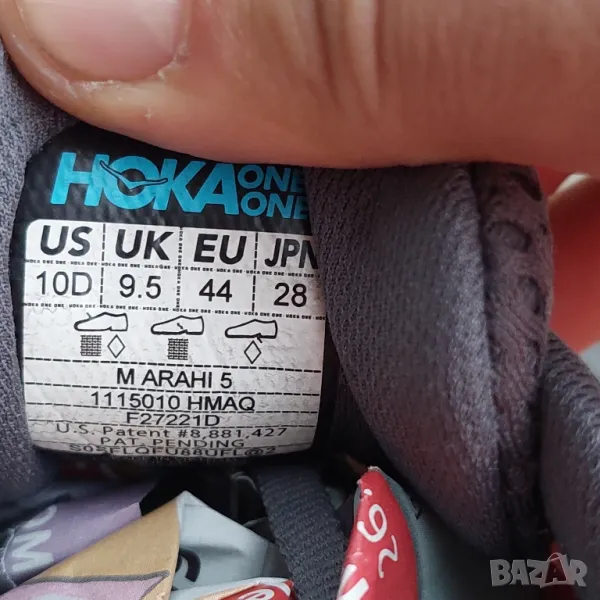 HOKA ONE ONE
US UK EU JPN
10D 9.5 44 28
M ARAHI 5
1115010 HMAQ
F27221D
U.S. Patent #8,881,427
PAT. PENDING
26.
BAZAR